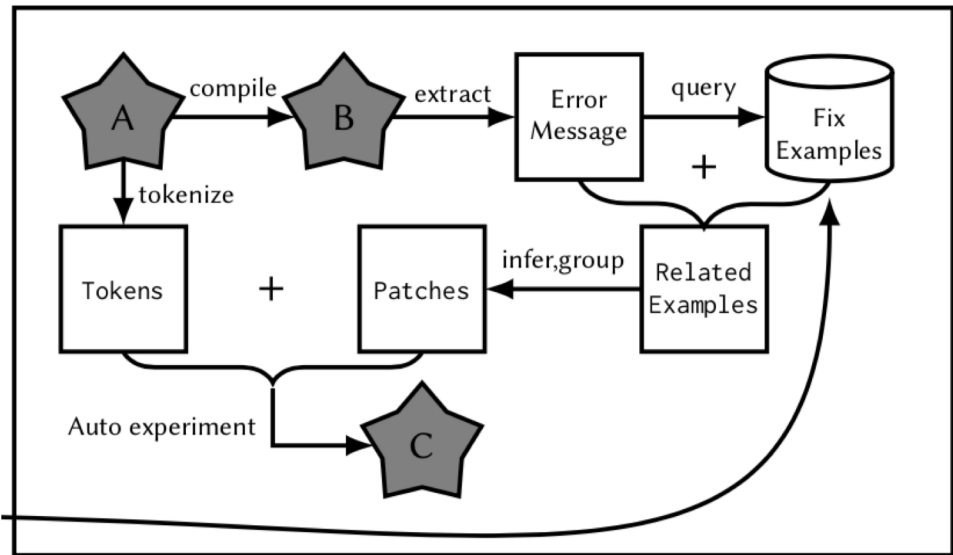 A
compile
B
extract
Error
Message
query
Fix
Examples
+
tokenize
Tokens
+
Patches
infer,group
Related
Examples
Auto experiment
C